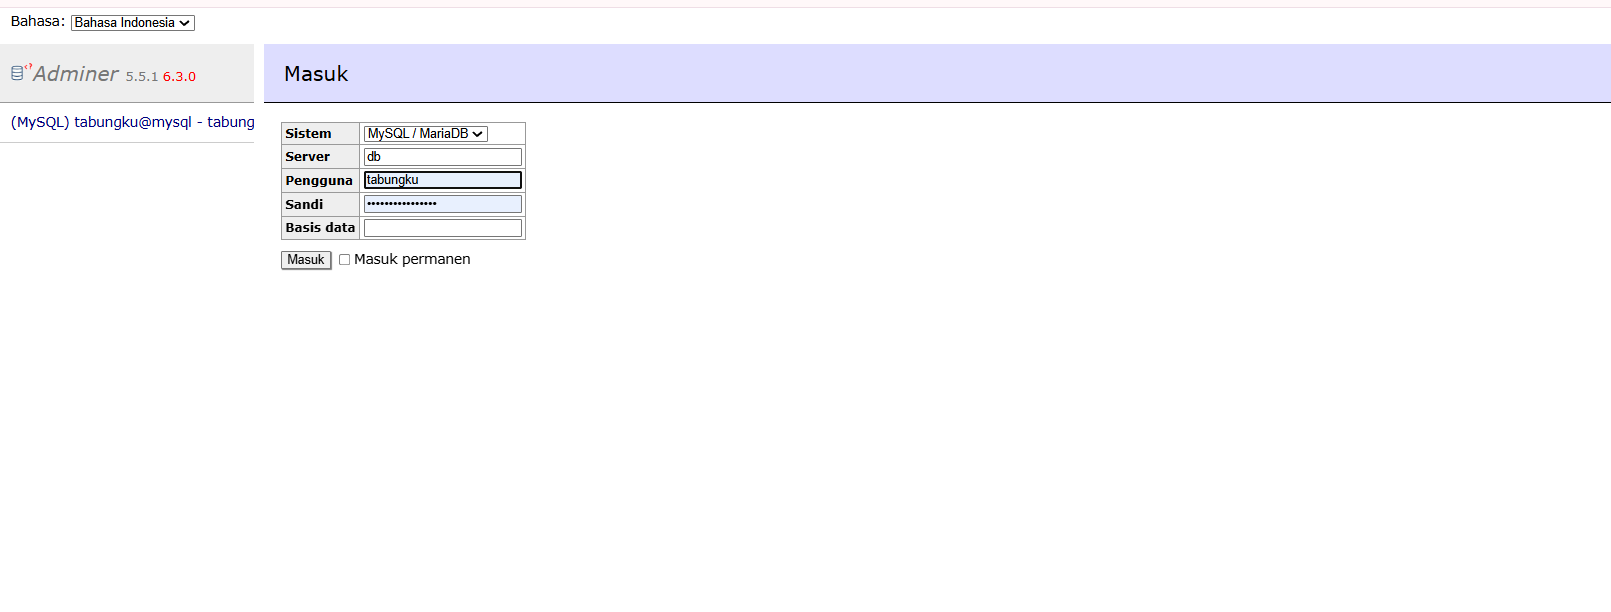 Bahasa: Bahasa Indonesia
Adminer 5.5.1 6.3.0
Masuk
(MySQL) tabungku@mysql - tabung
Sistem MySQL / MariaDB
Server db
Pengguna tabungku
Sandi ••••••••••••••••
Basis data
Masuk Masuk permanen